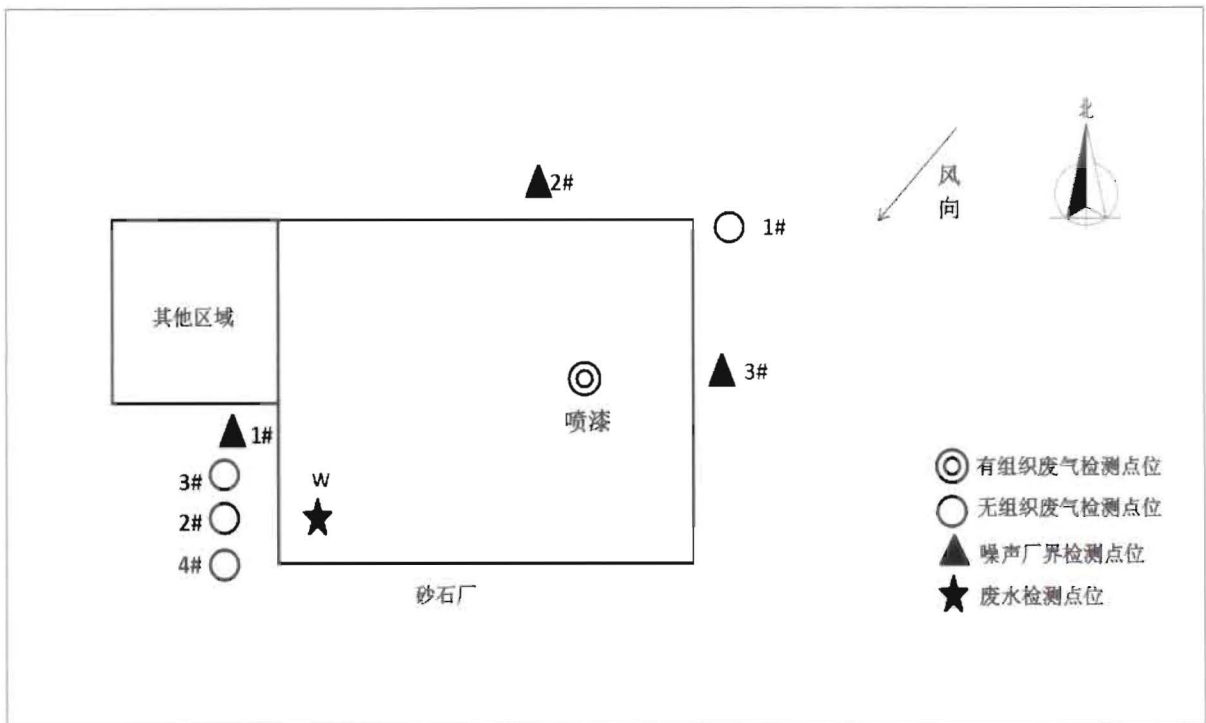 北
风
向
2#
1#
其他区域
3#
喷漆
1#
3#
W
2#
4#
砂石厂
有组织废气检测点位
无组织废气检测点位
噪声厂界检测点位
废水检测点位